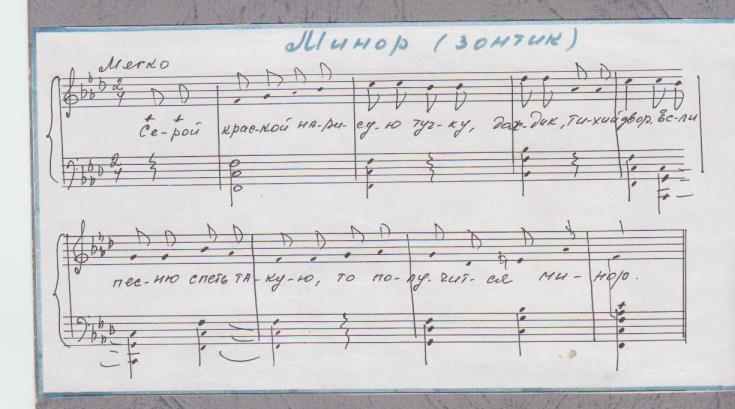 Минор (зонтик)
Мягко
Се-рой крас-кой на-ри-су-ю туч-ку, дож-дик, ти-хий двор. Ес-ли
пес-ню спеть та-ку-ю, то по-лу-чит-ся ми-нор.